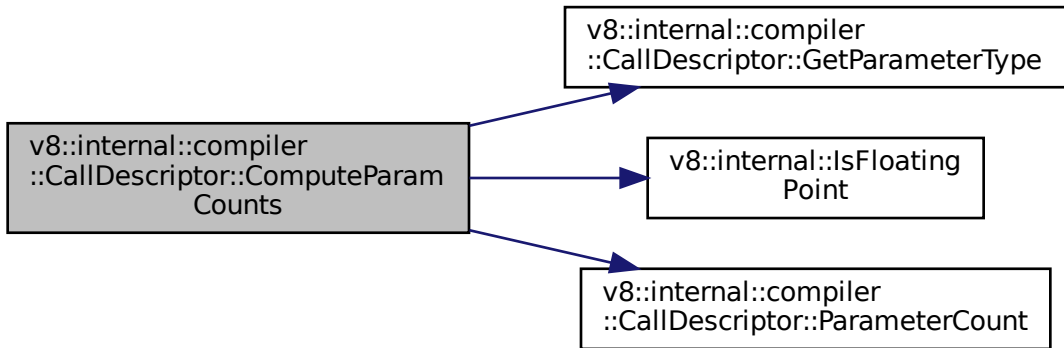 v8::internal::compiler
::CallDescriptor::GetParameterType
v8::internal::compiler
::CallDescriptor::ComputeParam
Counts
v8::internal::IsFloating
Point
v8::internal::compiler
::CallDescriptor::ParameterCount